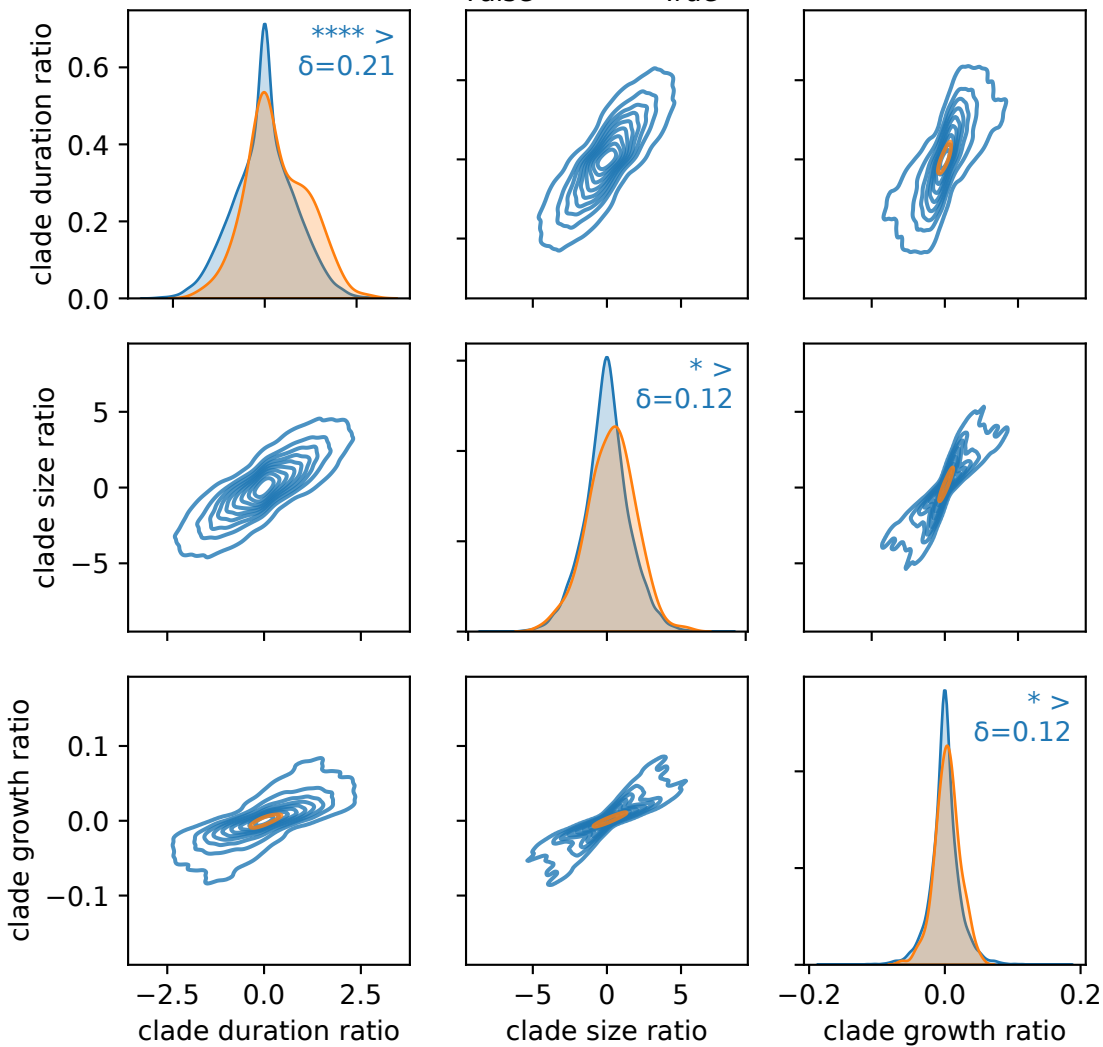 False True
clade duration ratio
0.6
0.4
0.2
0.0
**** >
δ=0.21
clade size ratio
5
0
−5
* >
δ=0.12
clade growth ratio
0.1
0.0
−0.1
* >
δ=0.12
−2.5 0.0 2.5
clade duration ratio
−5 0 5
clade size ratio
−0.2 0.0 0.2
clade growth ratio